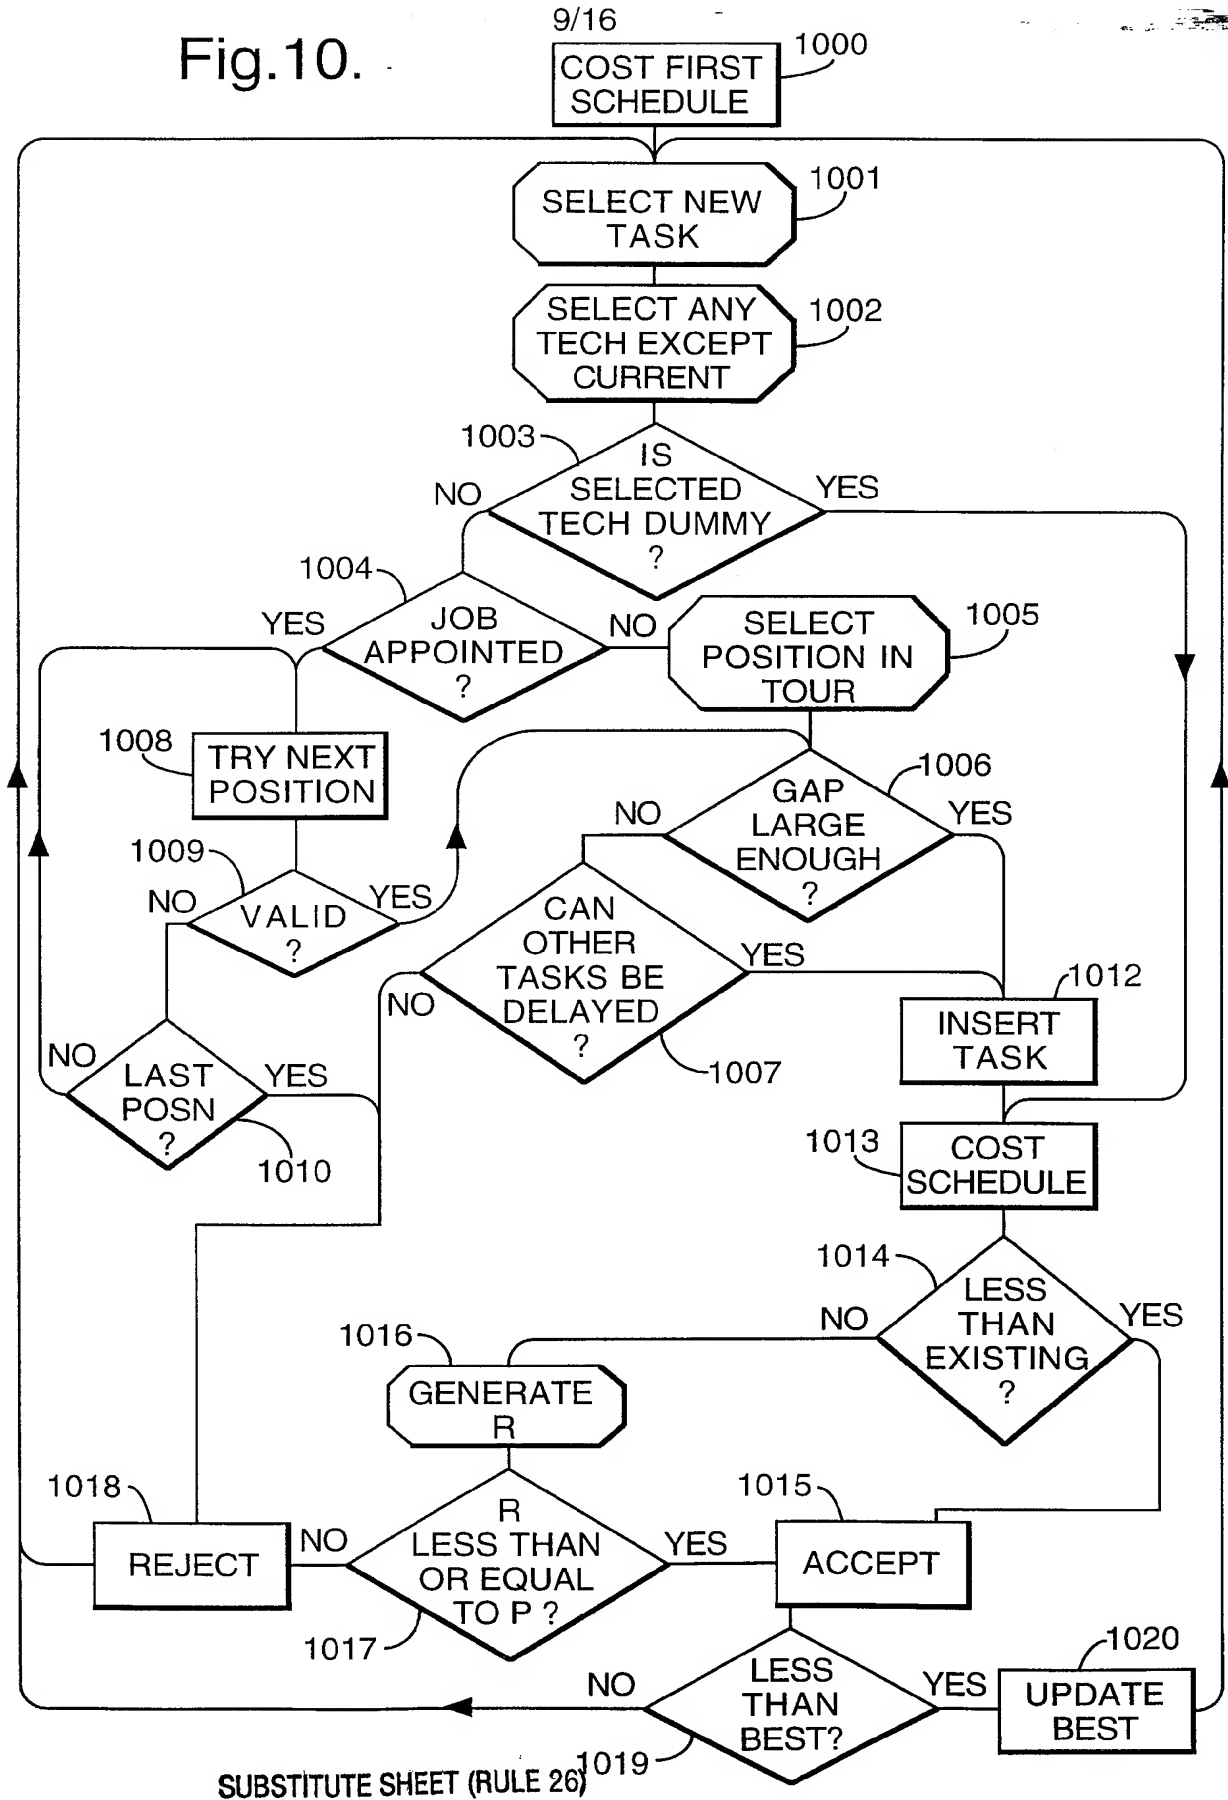 9/16
Fig.10.
1000
COST FIRST
SCHEDULE
1001
SELECT NEW
TASK
1002
SELECT ANY
TECH EXCEPT
CURRENT
1003
IS
SELECTED
TECH DUMMY
?
NO
YES
1004
JOB
APPOINTED
?
YES
NO
1005
SELECT
POSITION IN
TOUR
1008
TRY NEXT
POSITION
1006
GAP
LARGE
ENOUGH
?
NO
YES
1009
VALID
?
NO
YES
CAN
OTHER
TASKS BE
DELAYED
?
NO
YES
1007
1012
INSERT
TASK
NO
LAST
POSN
?
YES
1010
1013
COST
SCHEDULE
1014
LESS
THAN
EXISTING
?
NO
YES
1016
GENERATE
R
1018
REJECT
NO
R
LESS THAN
OR EQUAL
TO P ?
YES
1017
1015
ACCEPT
NO
LESS
THAN
BEST?
YES
1019
1020
UPDATE
BEST
SUBSTITUTE SHEET (RULE 26)